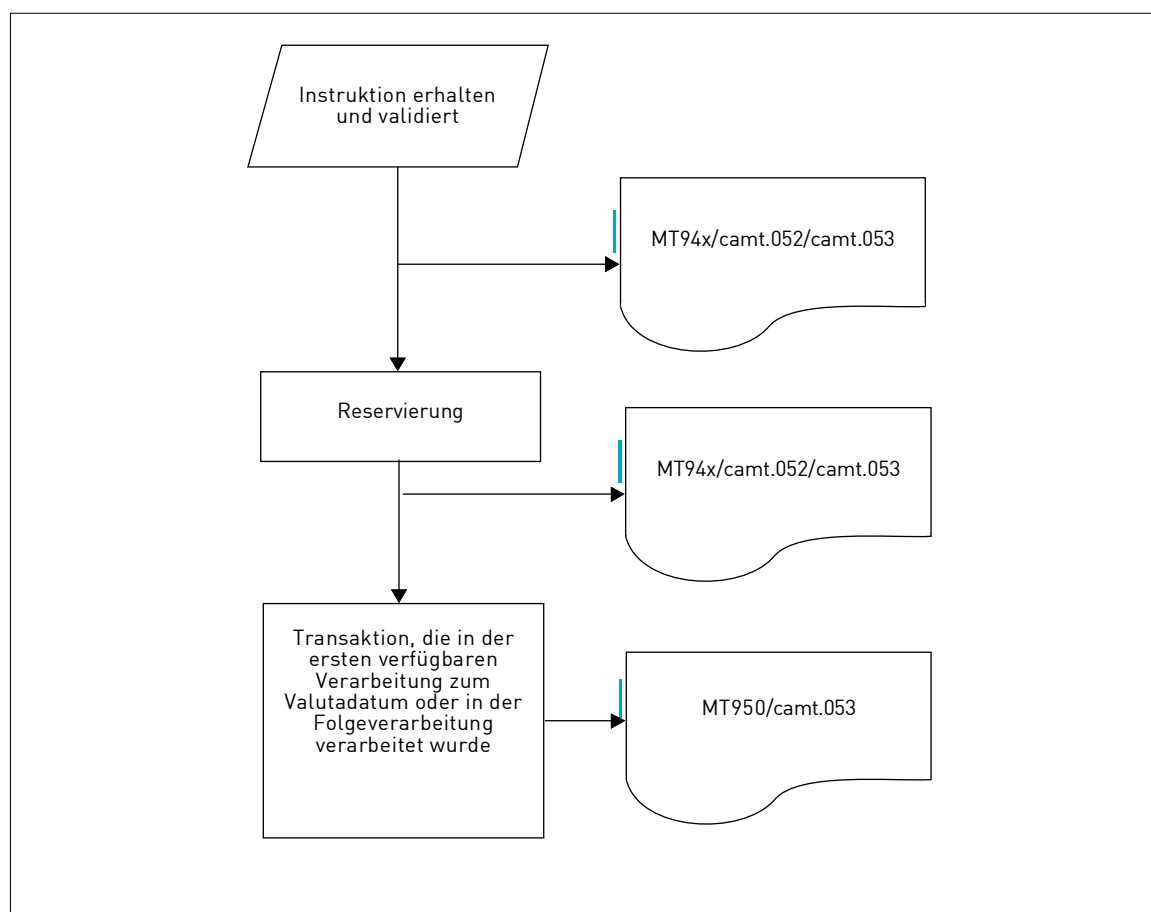 Instruktion erhalten
und validiert
MT94x/camt.052/camt.053
Reservierung
MT94x/camt.052/camt.053
Transaktion, die in der
ersten verfügbaren
Verarbeitung zum
Valutadatum oder in der
Folgeverarbeitung
verarbeitet wurde
MT950/camt.053